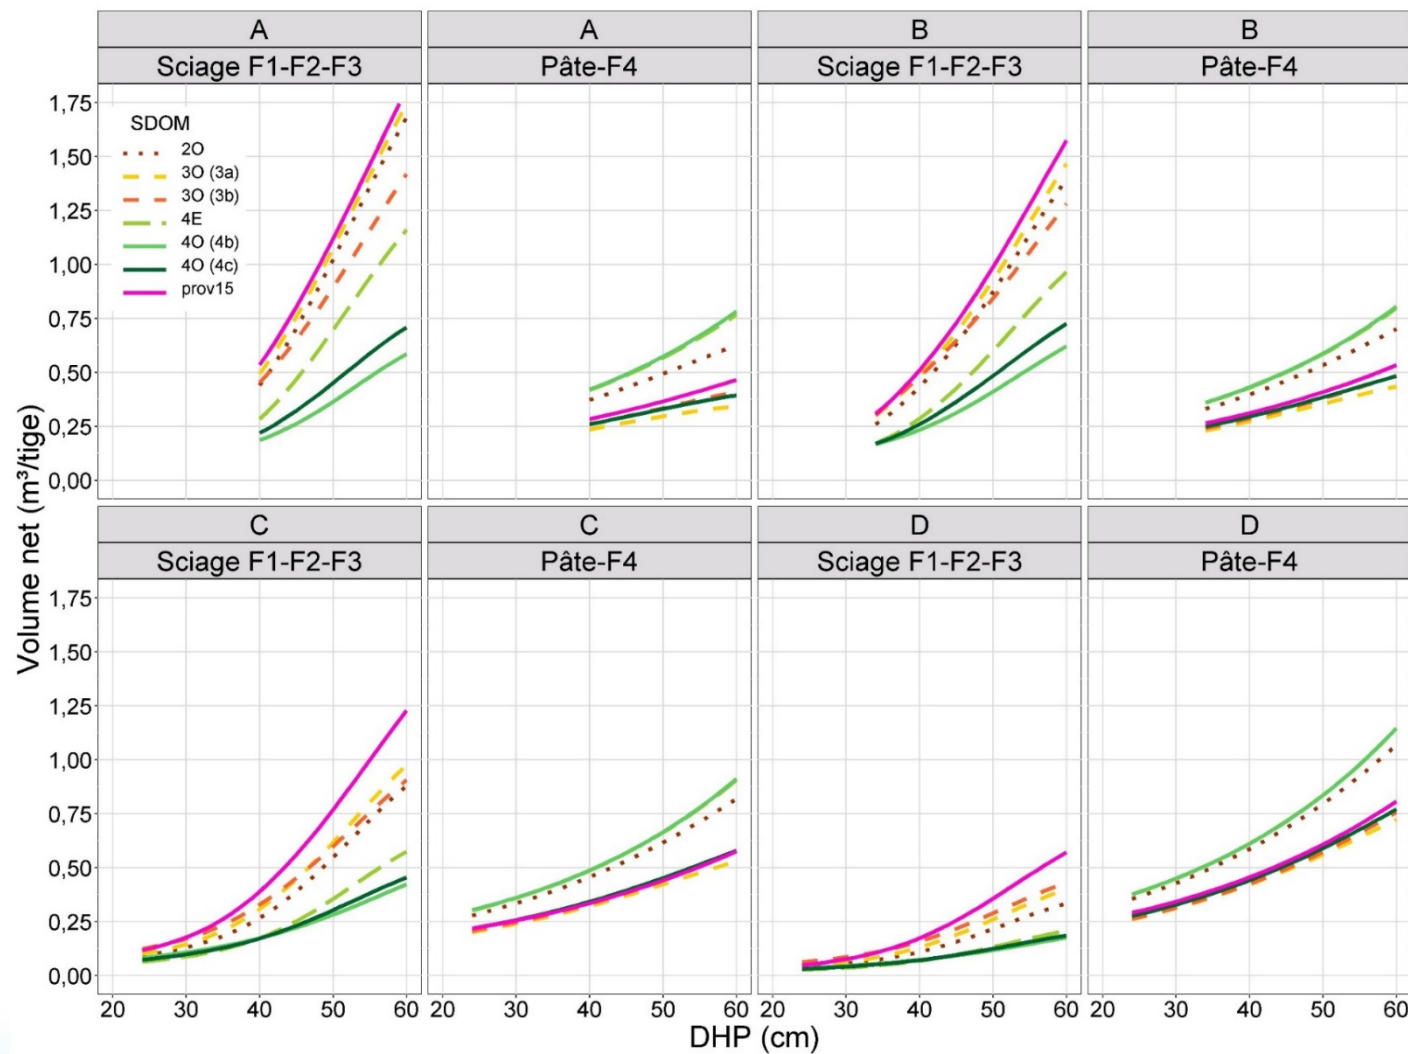 A
A
B
B
Sciage F1-F2-F3
Pâte-F4
Sciage F1-F2-F3
Pâte-F4
Volume net (m³/tige)
1,75
1,50
1,25
1,00
0,75
0,50
0,25
0,00
SDOM
2O
3O (3a)
3O (3b)
4E
4O (4b)
4O (4c)
prov15
C
C
D
D
Sciage F1-F2-F3
Pâte-F4
Sciage F1-F2-F3
Pâte-F4
1,75
1,50
1,25
1,00
0,75
0,50
0,25
0,00
20 30 40 50 60
20 30 40 50 60
20 30 40 50 60
20 30 40 50 60
DHP (cm)